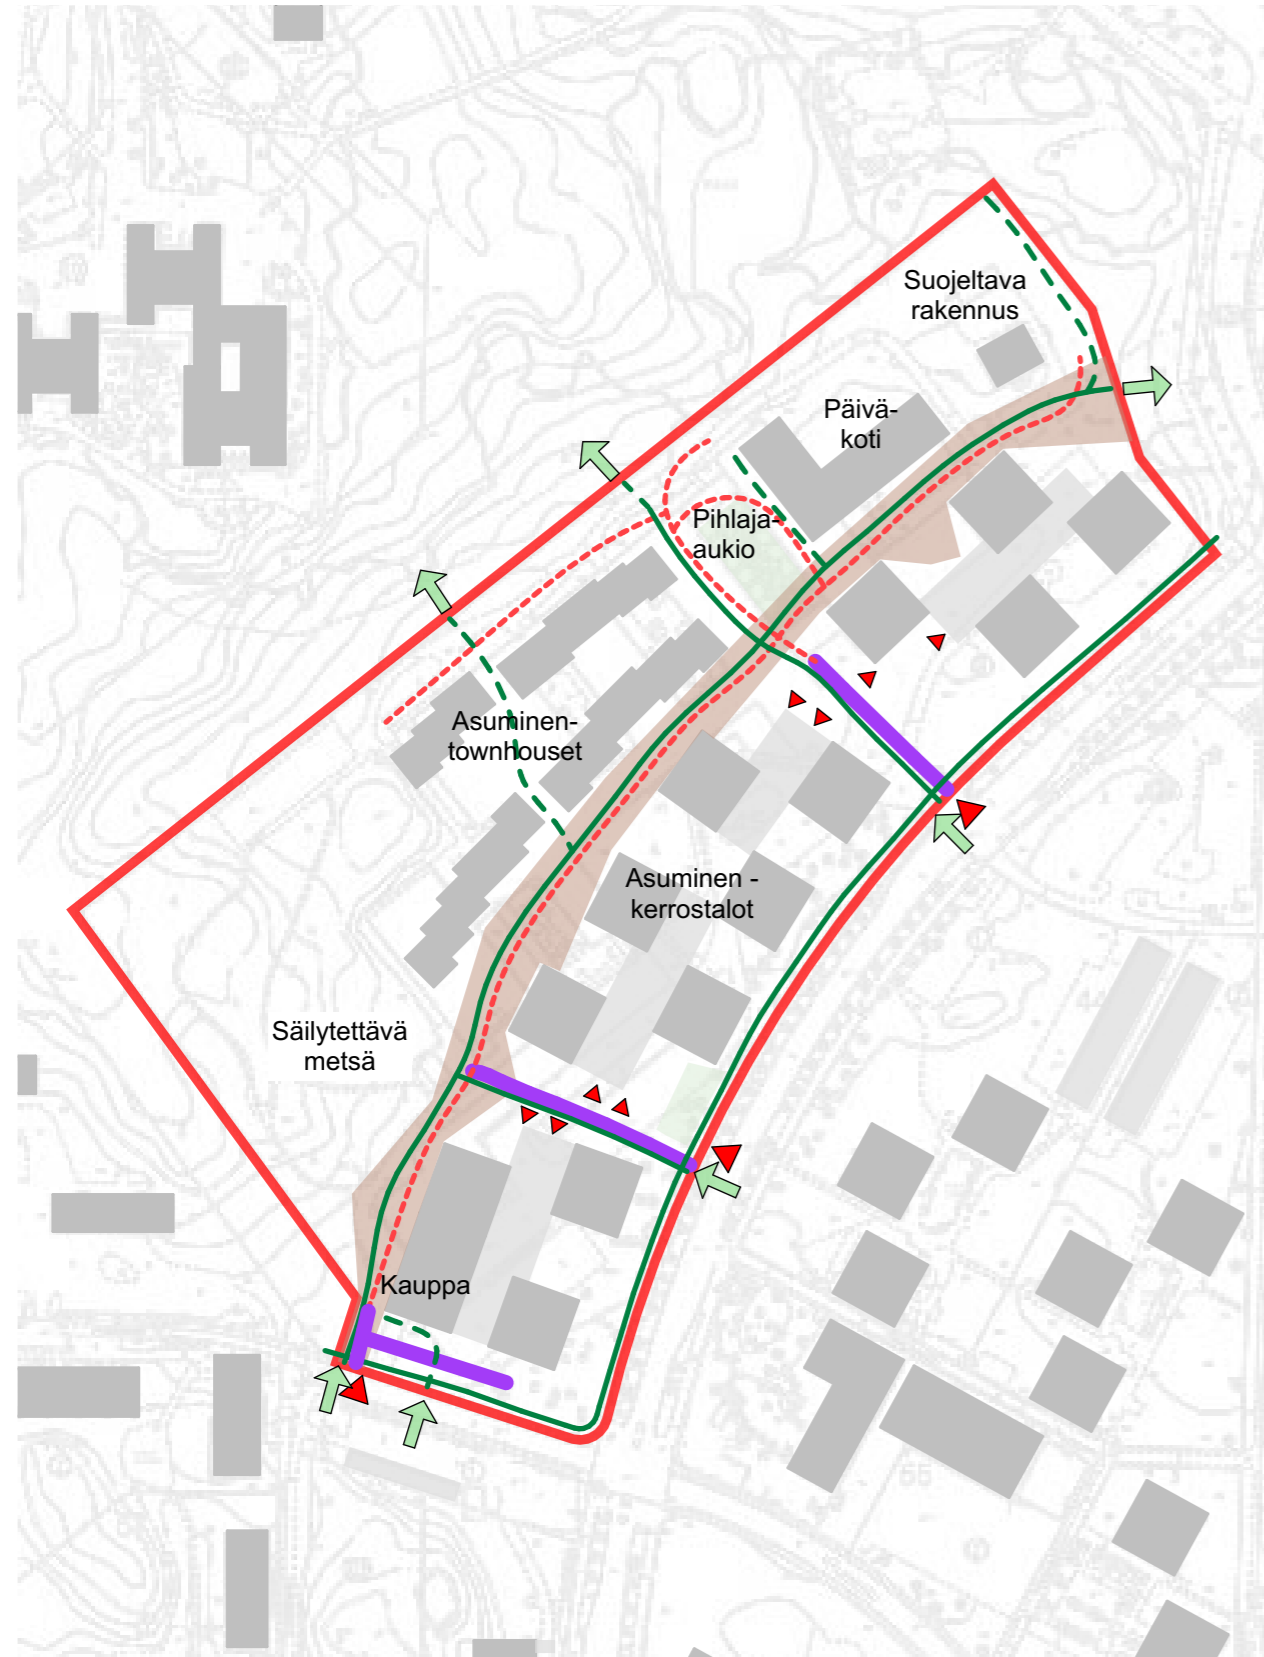 Suojeltava
rakennus
Päivä-
koti
Pihlaja-
aukio
Asuminen-
townhouset
Asuminen -
kerrostalot
Säilytettävä
metsä
Kauppa